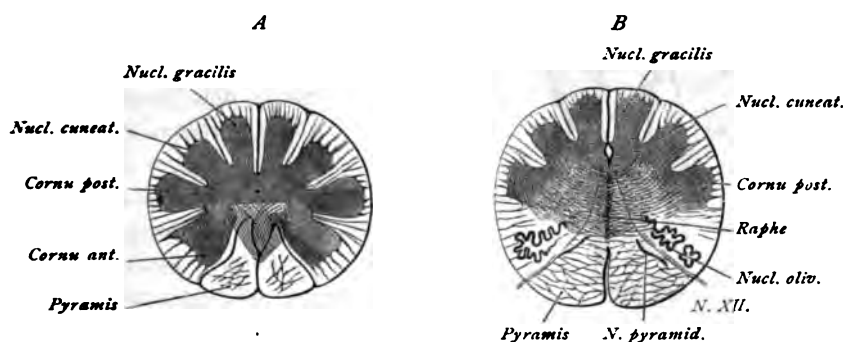 A
B
Nucl. gracilis
Nucl. cuneat.
Cornu post.
Cornu ant.
Pyramis
Nucl. gracilis
Nucl. cuneat.
Cornu post.
Raphe
Nucl. oliv.
N. XII.
Pyramis
N. pyramid.